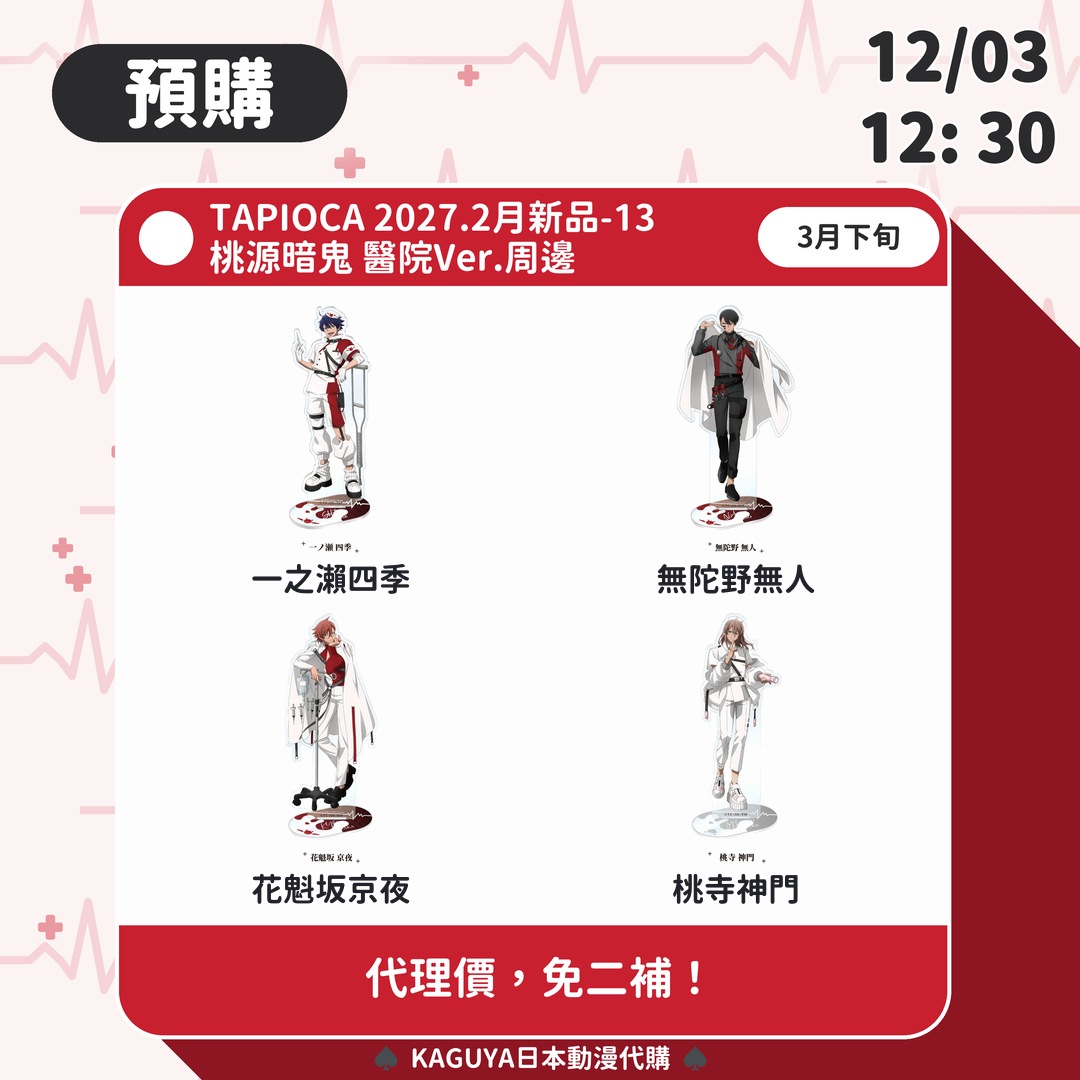 預購
12/03
12: 30
TAPIOCA 2027.2月新品-13
桃源暗鬼 醫院Ver.周邊
3月下旬
一ノ瀬 四季
無陀野 無人
一之瀨四季
無陀野無人
花魁坂 京夜
桃寺 神門
花魁坂京夜
桃寺神門
代理價，免二補！
KAGUYA日本動漫代購